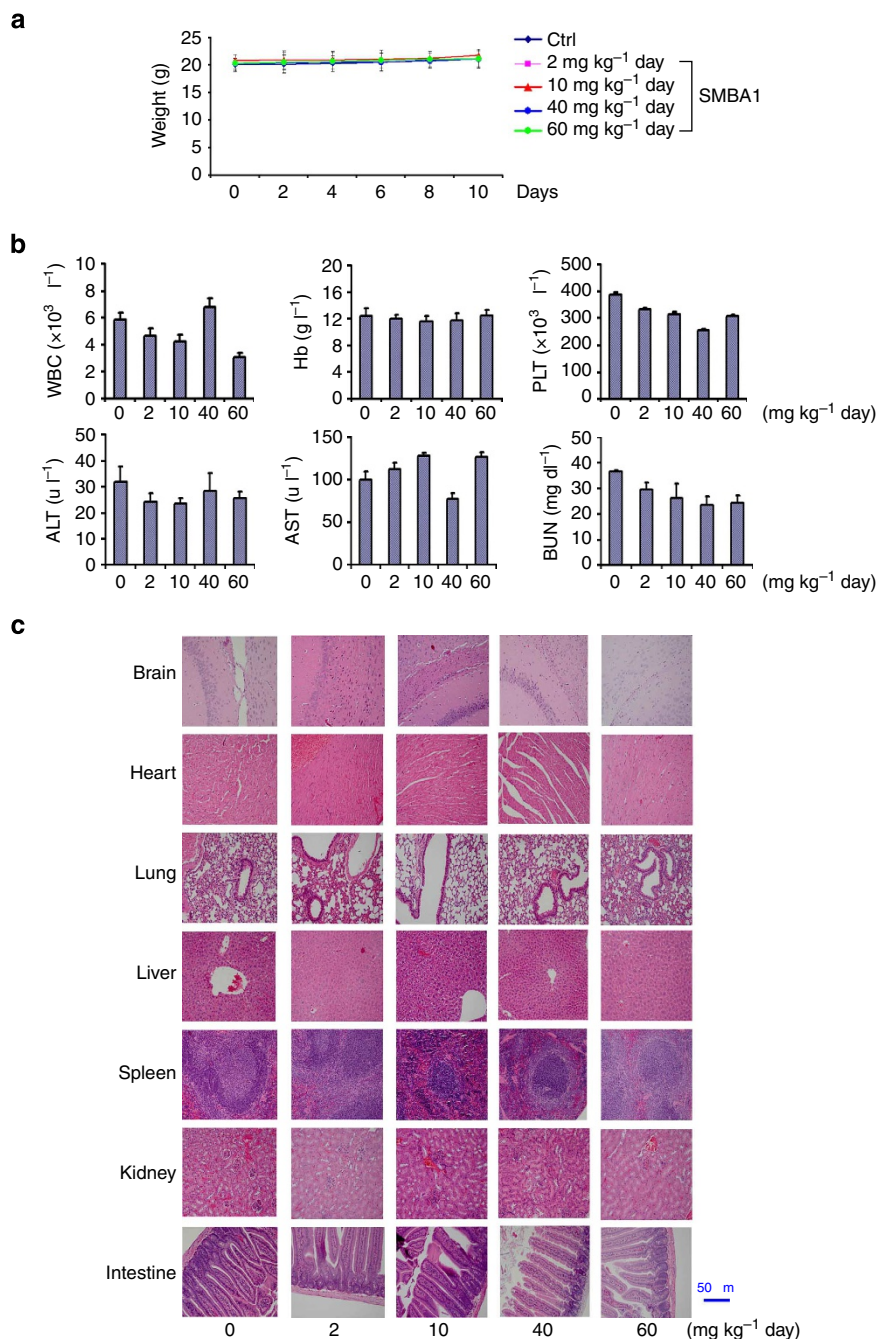 a
25
20
15
10
5
0
Weight (g)
0 2 4 6 8 10 Days
Ctrl
2 mg kg⁻¹ day
10 mg kg⁻¹ day
40 mg kg⁻¹ day
60 mg kg⁻¹ day
SMBA1
b
WBC (×10³ l⁻¹)
10
8
6
4
2
0
0 2 10 40 60
Hb (g l⁻¹)
20
16
12
8
4
0
0 2 10 40 60
PLT (×10³ l⁻¹)
500
400
300
200
100
0
0 2 10 40 60 (mg kg⁻¹ day)
ALT (u l⁻¹)
50
40
30
20
10
0
0 2 10 40 60
AST (u l⁻¹)
150
100
50
0
0 2 10 40 60
BUN (mg dl⁻¹)
50
40
30
20
10
0
0 2 10 40 60 (mg kg⁻¹ day)
c
Brain
Heart
Lung
Liver
Spleen
Kidney
Intestine
50 m
0 2 10 40 60 (mg kg⁻¹ day)